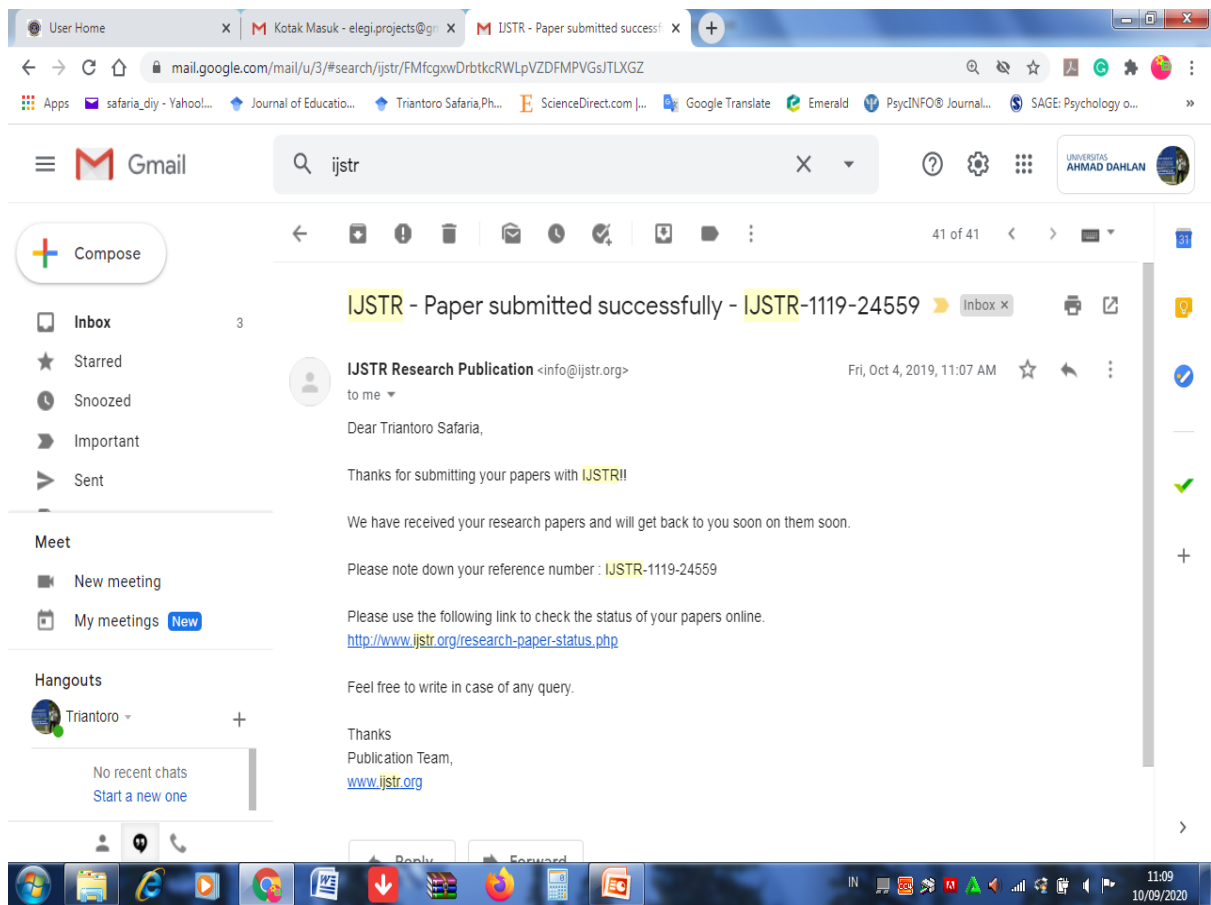 User Home
Kotak Masuk - elegi.projects@gm
IJSTR - Paper submitted successf
mail.google.com/mail/u/3/#search/ijstr/FMfcgxwDrbtkcRWLpVZDFMPVGsJTLXGZ
Apps safaria_diy - Yahoo!... Journal of Educatio... Triantoro Safaria,Ph... ScienceDirect.com |... Google Translate Emerald PsycINFO® Journal... SAGE: Psychology o... »
Gmail
ijstr
UNIVERSITAS
AHMAD DAHLAN
Compose
41 of 41
31
IJSTR - Paper submitted successfully - IJSTR-1119-24559 Inbox ×
Inbox 3
Starred
Snoozed
Important
Sent
IJSTR Research Publication <info@ijstr.org> Fri, Oct 4, 2019, 11:07 AM
to me
Dear Triantoro Safaria,
Thanks for submitting your papers with IJSTR!!
We have received your research papers and will get back to you soon on them soon.
Please note down your reference number : IJSTR-1119-24559
Please use the following link to check the status of your papers online.
http://www.ijstr.org/research-paper-status.php
Feel free to write in case of any query.
Thanks
Publication Team,
www.ijstr.org
Reply Forward
Meet
New meeting
My meetings New
Hangouts
Triantoro
No recent chats
Start a new one
IN
11:09
10/09/2020